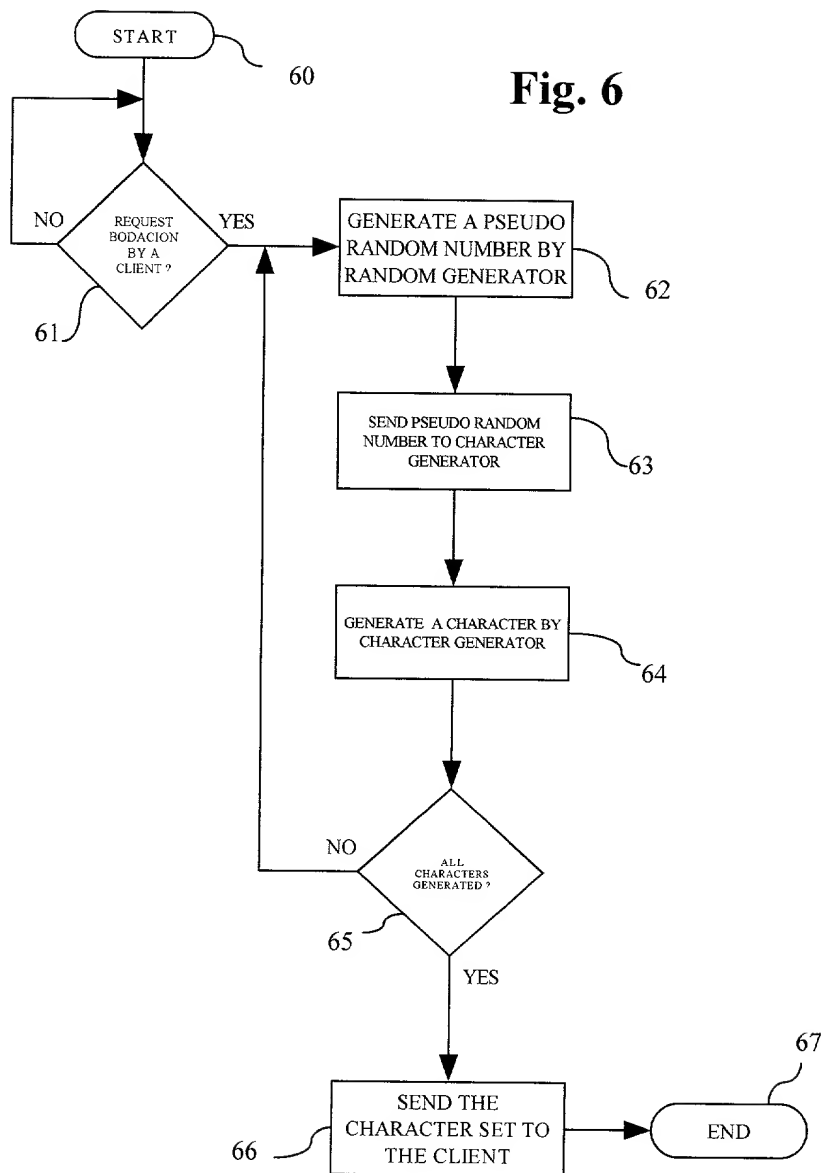 START
60
Fig. 6
REQUEST
BODACION
BY A
CLIENT ?
NO
YES
61
GENERATE A PSEUDO
RANDOM NUMBER BY
RANDOM GENERATOR
62
SEND PSEUDO RANDOM
NUMBER TO CHARACTER
GENERATOR
63
GENERATE A CHARACTER BY
CHARACTER GENERATOR
64
NO
ALL
CHARACTERS
GENERATED ?
65
YES
SEND THE
CHARACTER SET TO
THE CLIENT
66
END
67